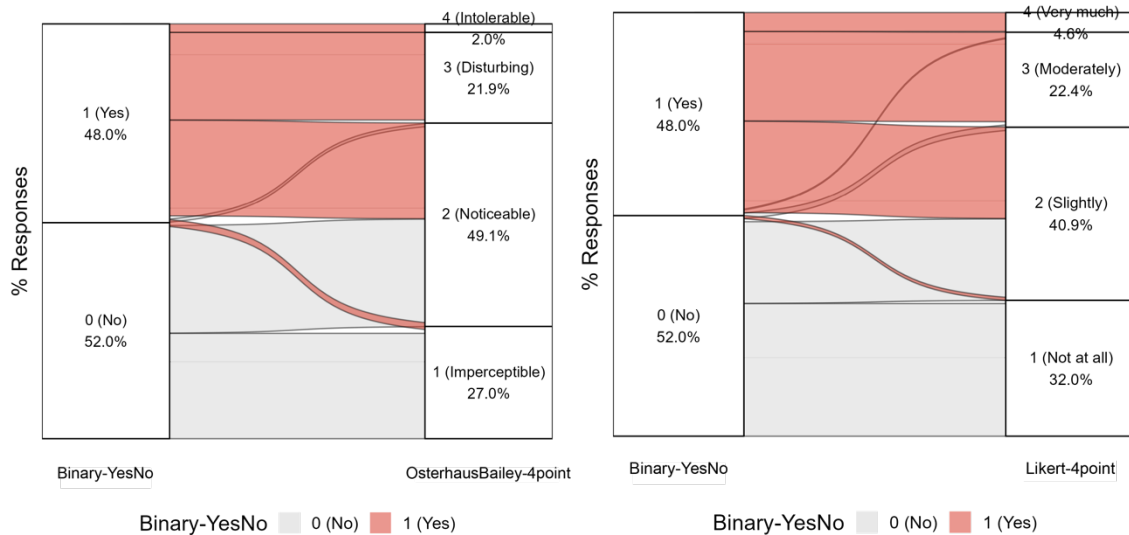 % Responses
1 (Yes)
48.0%
0 (No)
52.0%
4 (Intolerable)
2.0%
3 (Disturbing)
21.9%
2 (Noticeable)
49.1%
1 (Imperceptible)
27.0%
Binary-YesNo
OsterhausBailey-4point
Binary-YesNo 0 (No) 1 (Yes)
% Responses
1 (Yes)
48.0%
0 (No)
52.0%
4 (Very much)
4.6%
3 (Moderately)
22.4%
2 (Slightly)
40.9%
1 (Not at all)
32.0%
Binary-YesNo
Likert-4point
Binary-YesNo 0 (No) 1 (Yes)